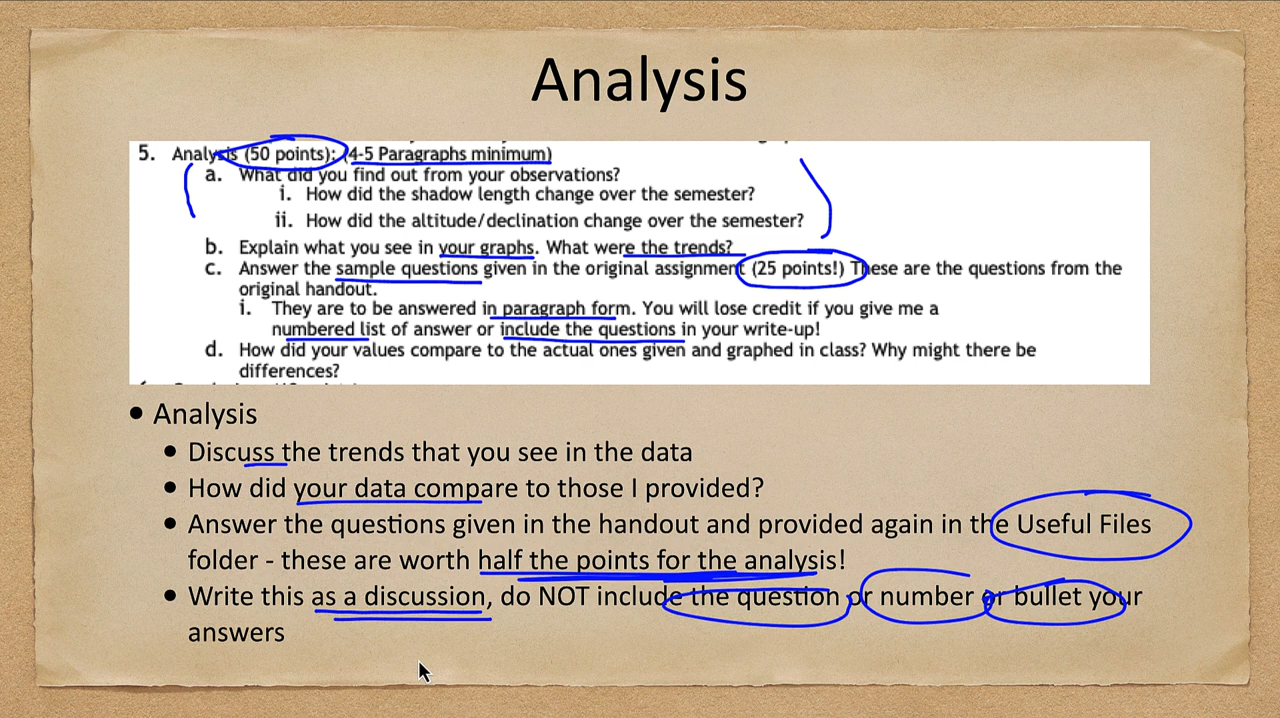 Analysis
5. Analysis (50 points): (4-5 Paragraphs minimum)
a. What did you find out from your observations?
i. How did the shadow length change over the semester?
ii. How did the altitude/declination change over the semester?
b. Explain what you see in your graphs. What were the trends?
c. Answer the sample questions given in the original assignment (25 points!) These are the questions from the
original handout.
i. They are to be answered in paragraph form. You will lose credit if you give me a
numbered list of answer or include the questions in your write-up!
d. How did your values compare to the actual ones given and graphed in class? Why might there be
differences?
• Analysis
• Discuss the trends that you see in the data
• How did your data compare to those I provided?
• Answer the questions given in the handout and provided again in the Useful Files
folder - these are worth half the points for the analysis!
• Write this as a discussion, do NOT include the question or number or bullet your
answers